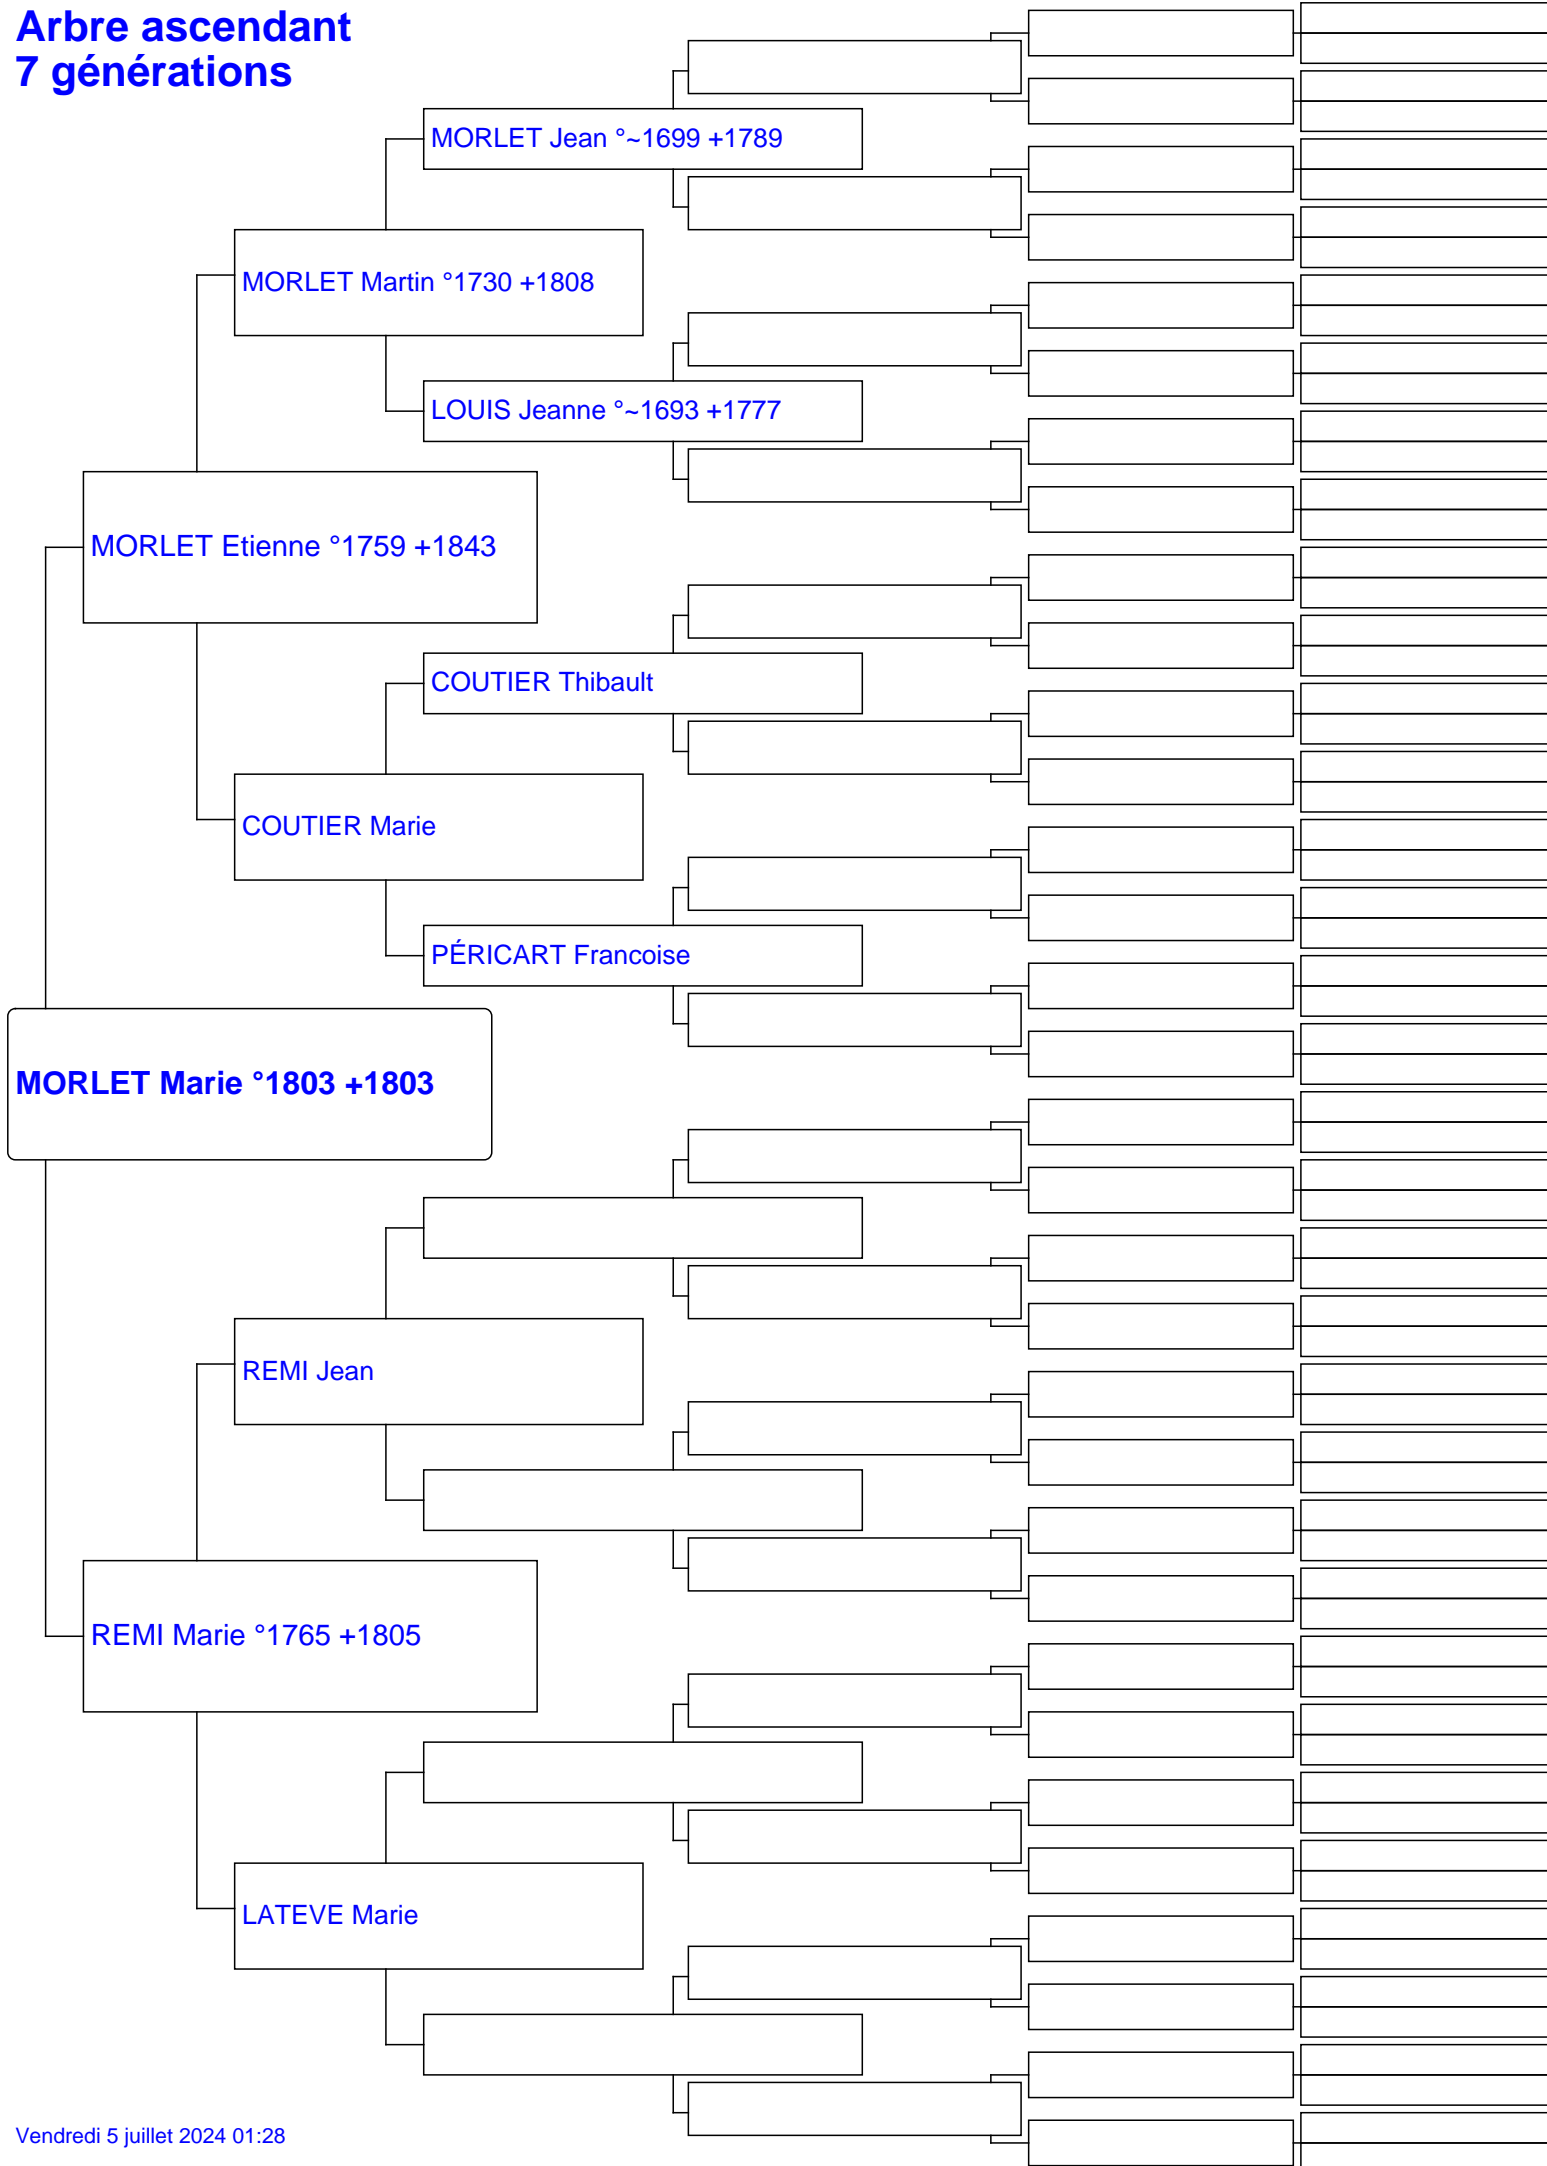 Arbre ascendant
7 générations
MORLET Jean °~1699 +1789
MORLET Martin °1730 +1808
LOUIS Jeanne °~1693 +1777
MORLET Etienne °1759 +1843
COUTIER Thibault
COUTIER Marie
PÉRICART Francoise
MORLET Marie °1803 +1803
REMI Jean
REMI Marie °1765 +1805
LATEVE Marie
Vendredi 5 juillet 2024 01:28